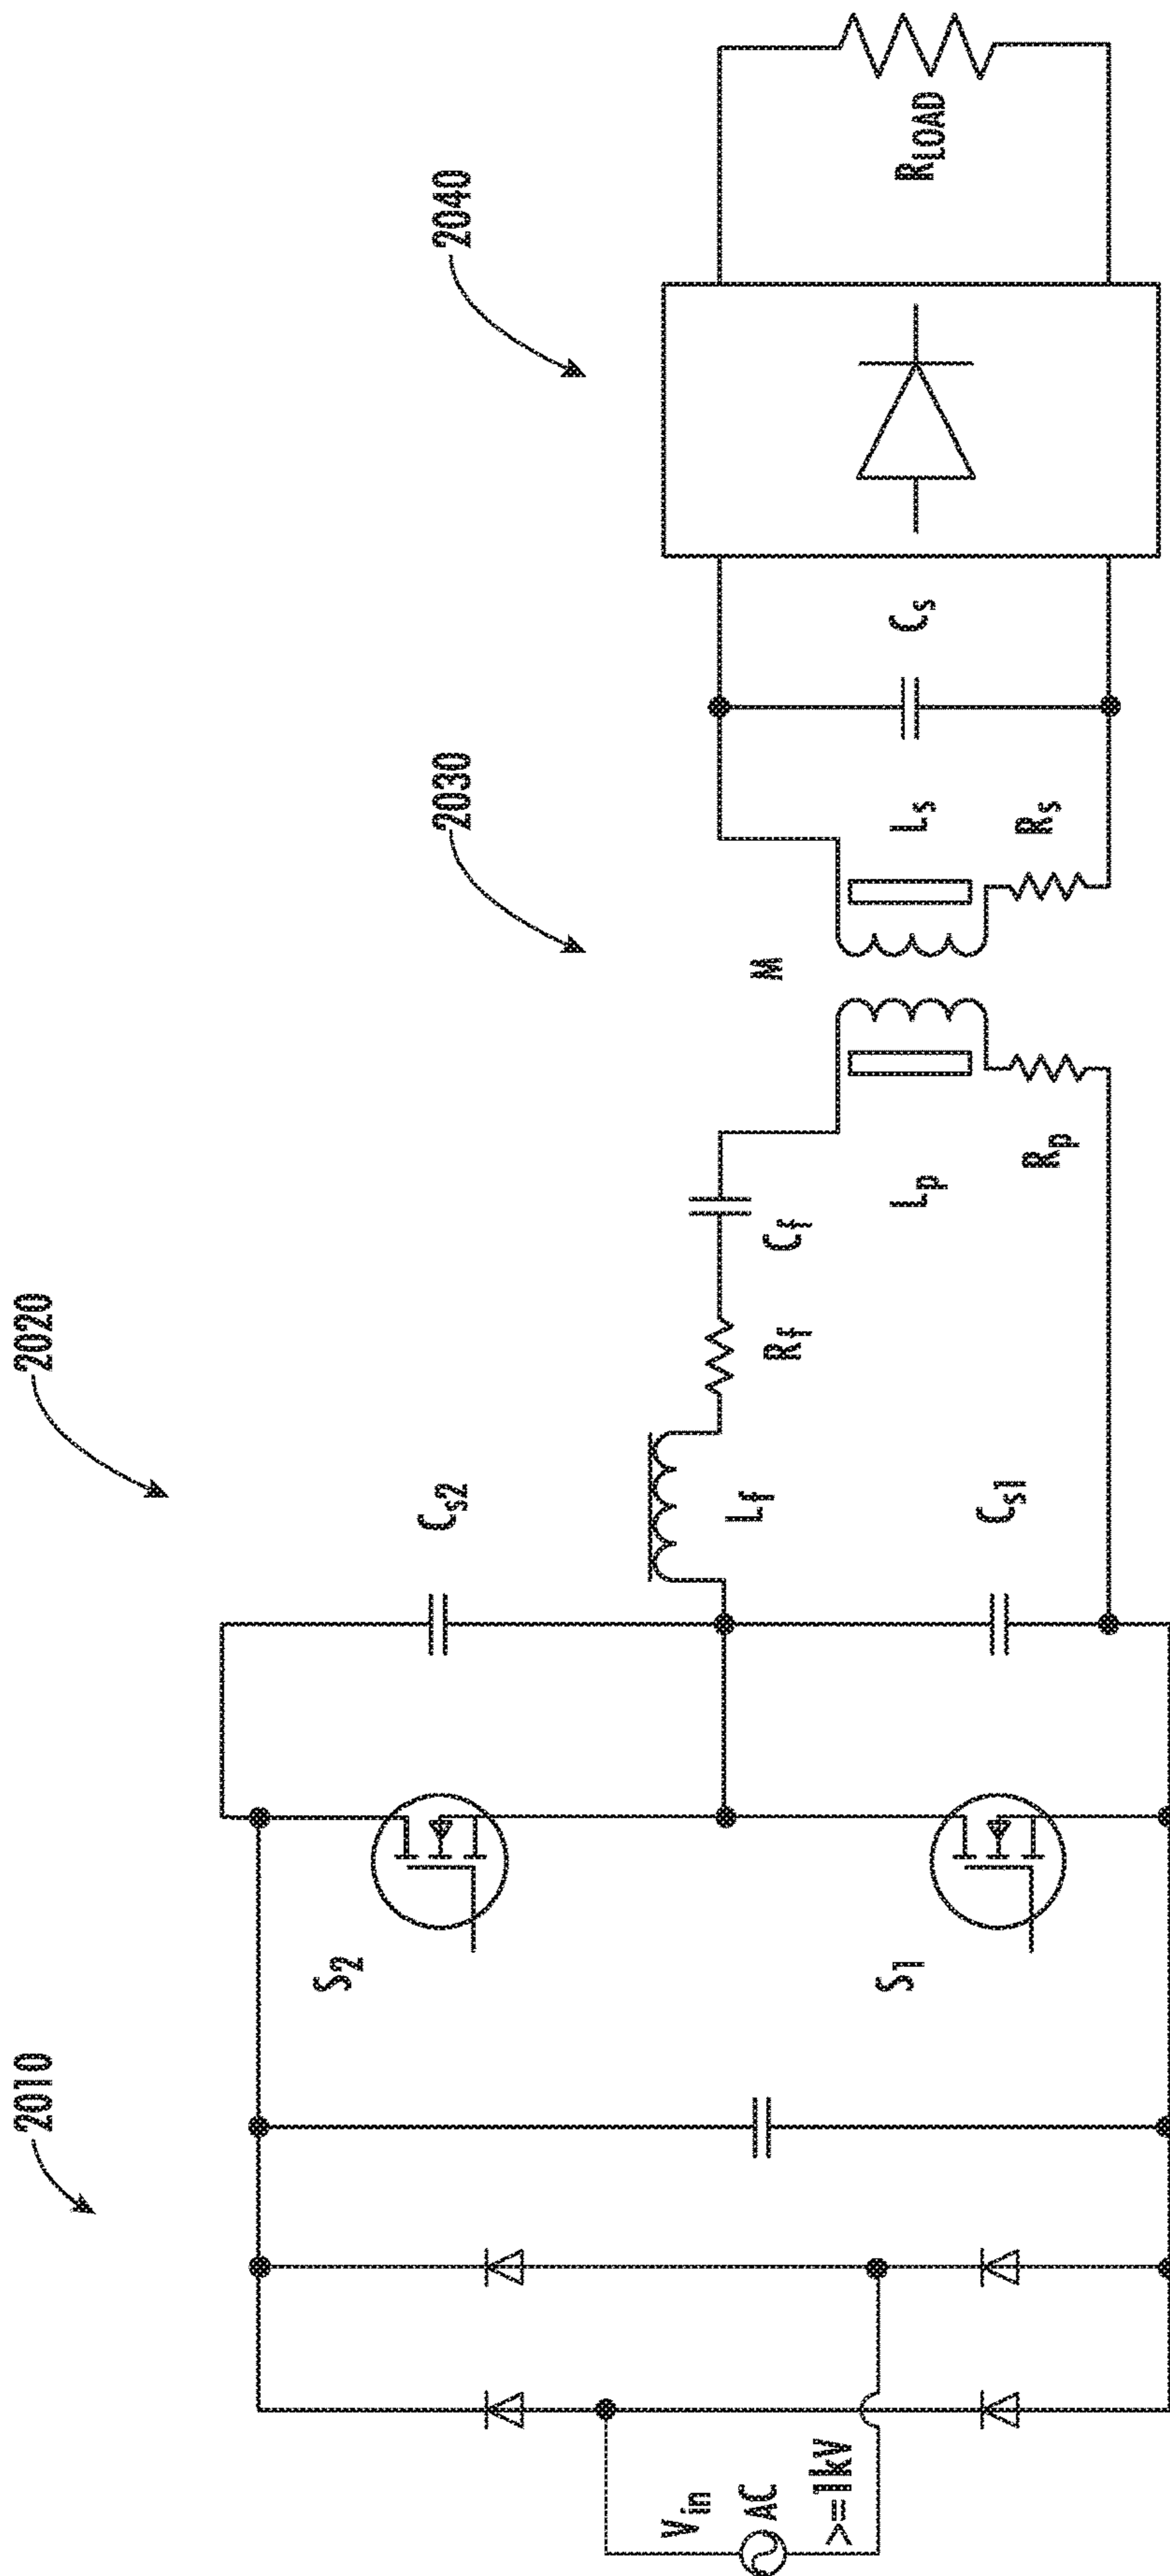 2010
2020
2030
2040
V_in
AC
>=1kV
S_2
S_1
C_s2
C_s1
L_f
R_f
C_f
L_p
R_p
M
L_s
R_s
C_s
R_LOAD